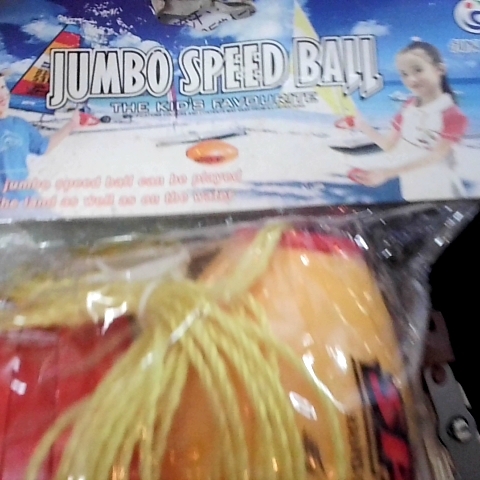 JUMBO SPEED BALL
THE KID'S FAVOURITE
jumbo speed ball can be played
the land as well as on the water